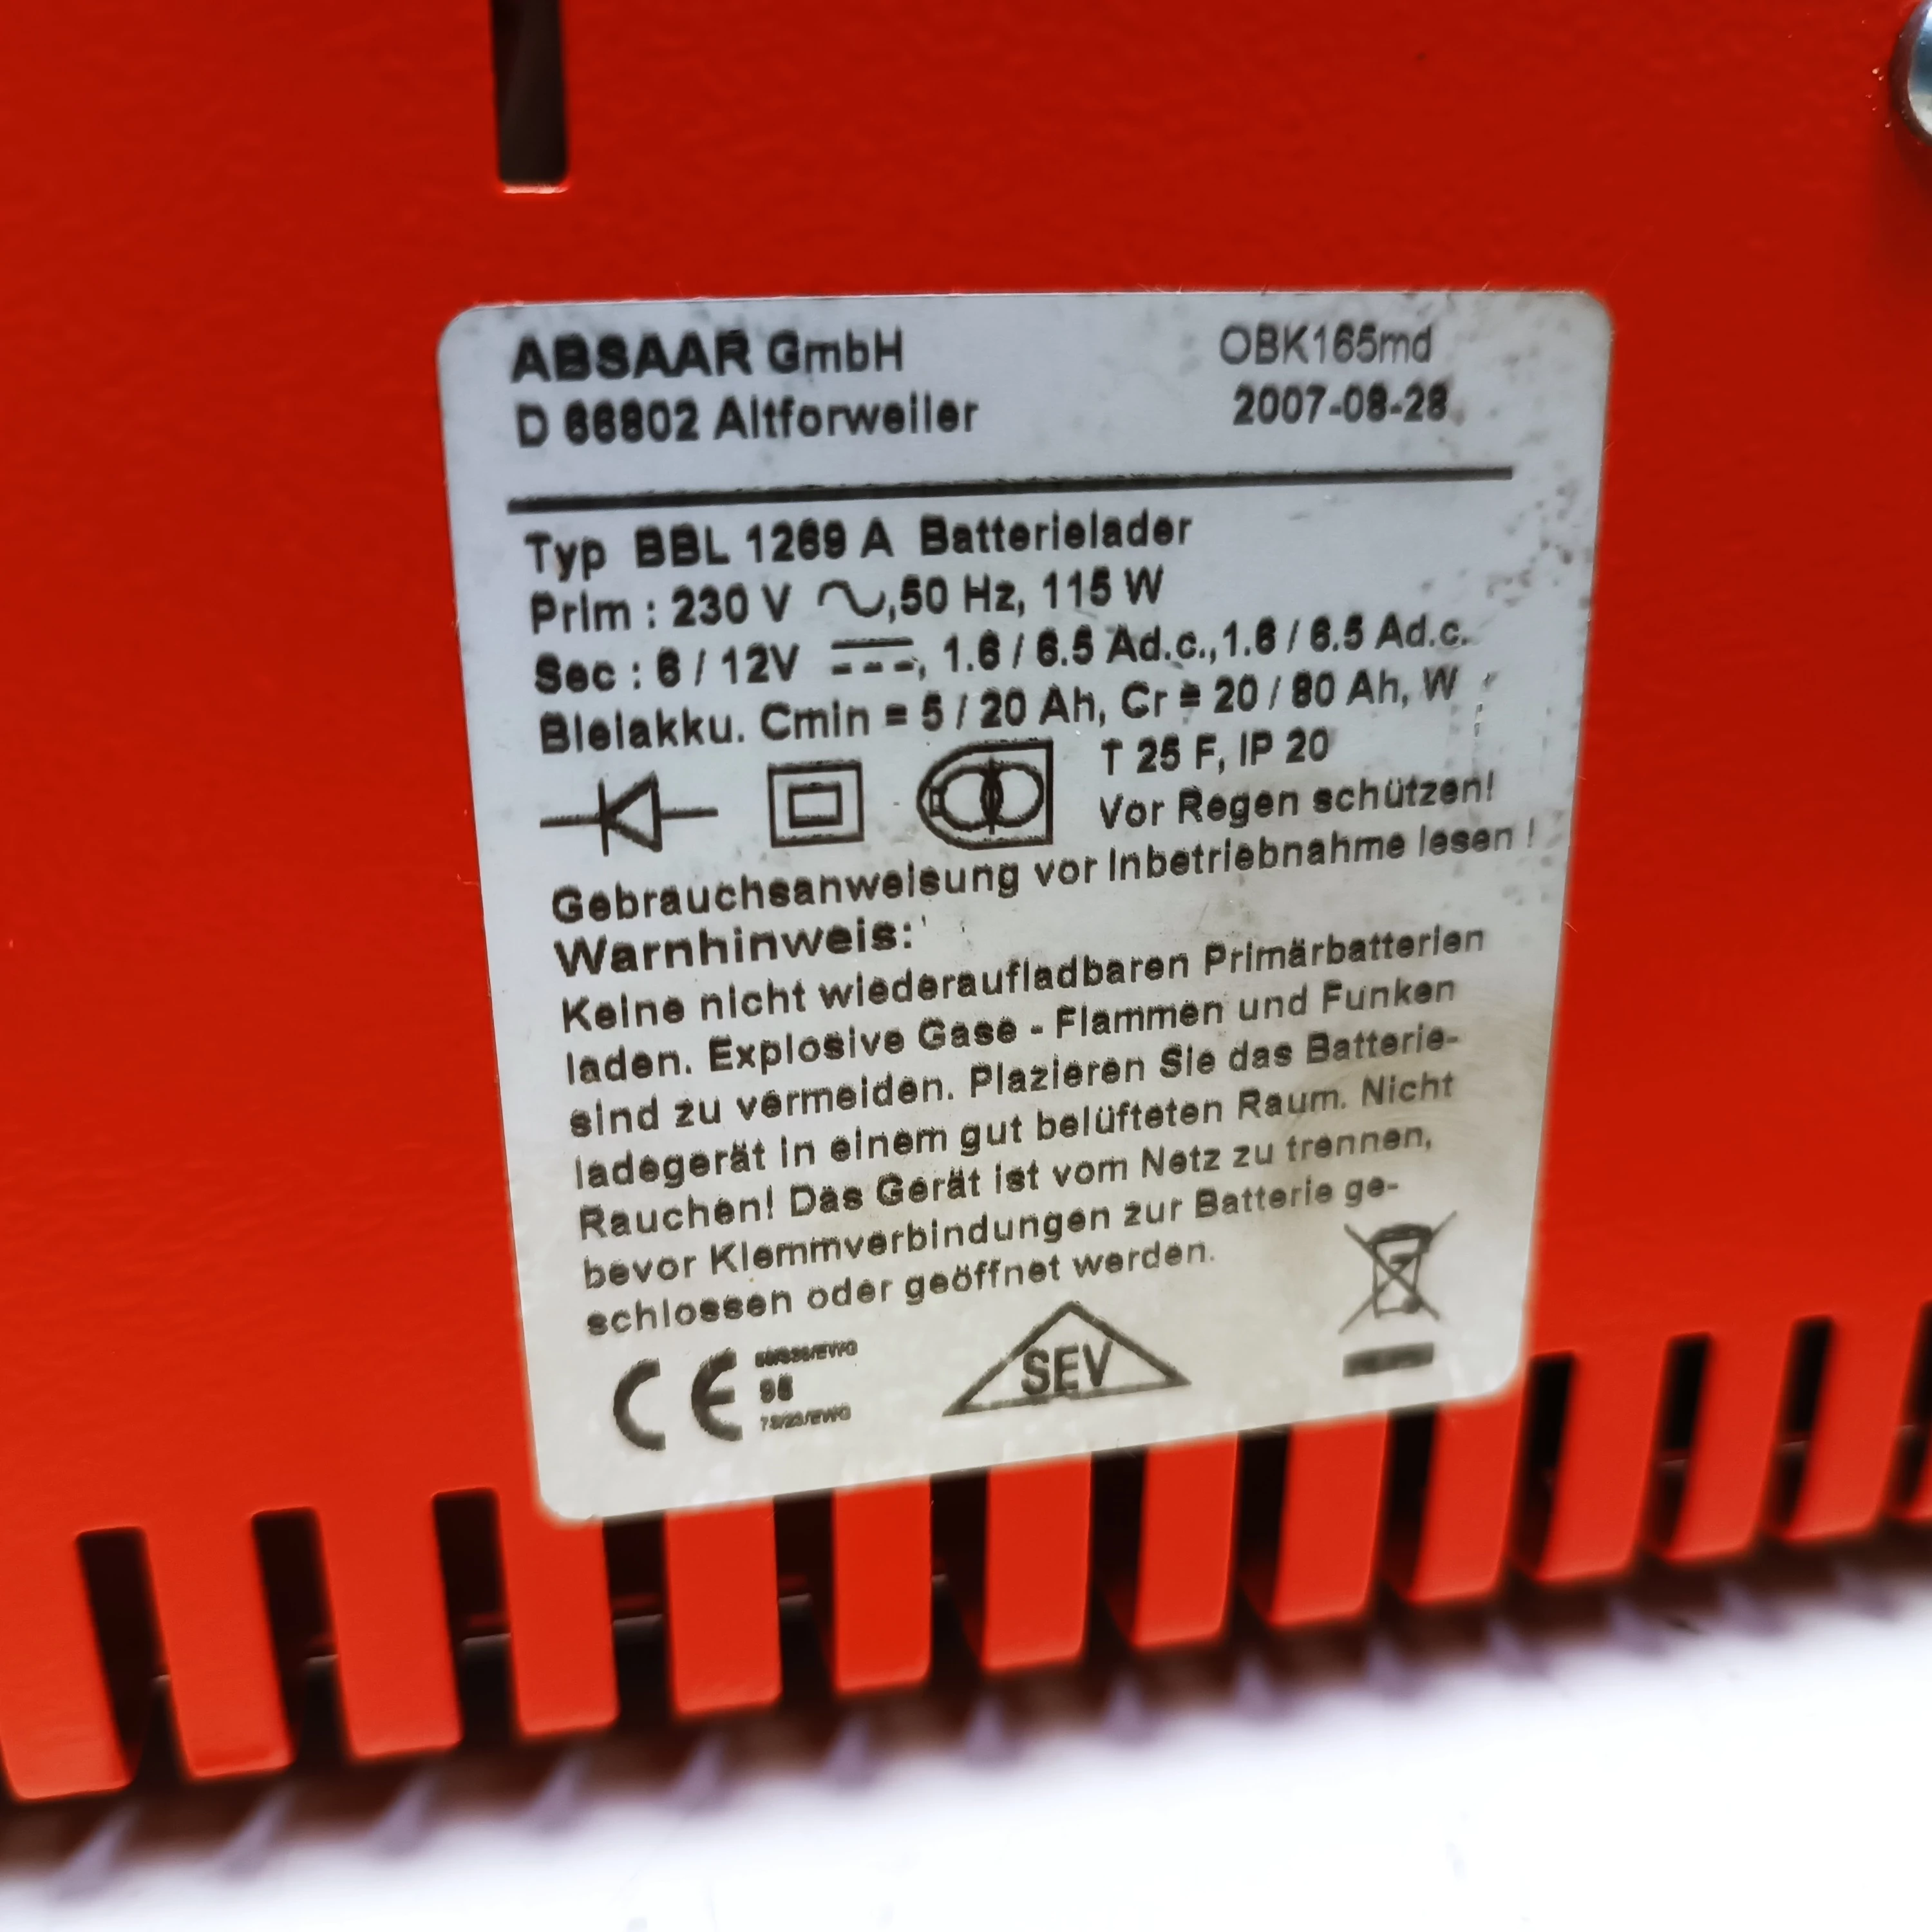 ABSAAR GmbH OBK165md
D 66802 Altforweiler 2007-08-28
Typ BBL 1269 A Batterielader
Prim : 230 V ,50 Hz, 115 W
Sec : 6 / 12V , 1.6 / 6.5 Ad.c.,1.6 / 6.5 Ad.c.
Bleiakku. Cmin = 5 / 20 Ah, Cr = 20 / 80 Ah, W
T 25 F, IP 20
Vor Regen schützen!
Gebrauchsanweisung vor Inbetriebnahme lesen !
Warnhinweis:
Keine nicht wiederaufladbaren Primärbatterien
laden. Explosive Gase - Flammen und Funken
sind zu vermeiden. Plazieren Sie das Batterie-
ladegerät in einem gut belüfteten Raum. Nicht
Rauchen! Das Gerät ist vom Netz zu trennen,
bevor Klemmverbindungen zur Batterie ge-
schlossen oder geöffnet werden.
CE
SEV